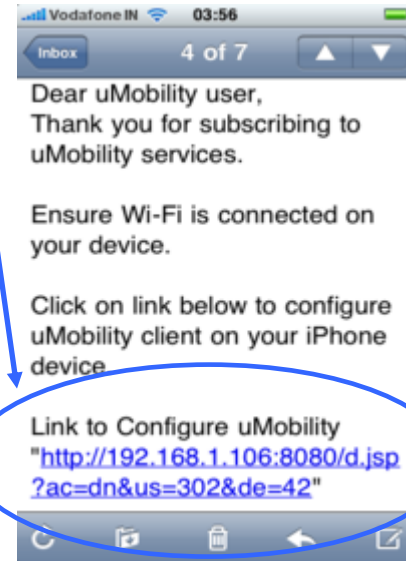 Vodafone IN 03:56
Inbox 4 of 7
Dear uMobility user,
Thank you for subscribing to
uMobility services.
Ensure Wi-Fi is connected on
your device.
Click on link below to configure
uMobility client on your iPhone
device
Link to Configure uMobility
"http://192.168.1.106:8080/d.jsp
?ac=dn&us=302&de=42"